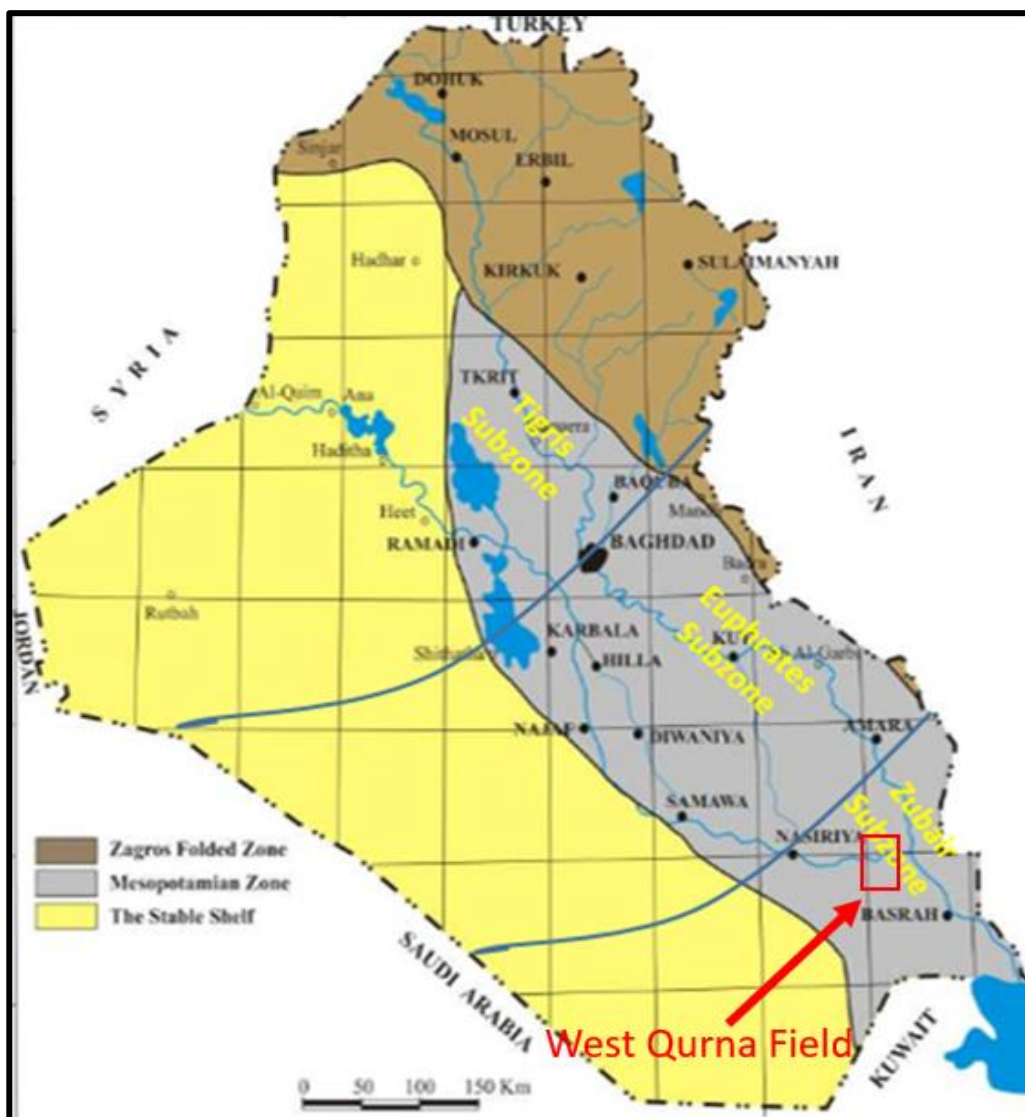 TURKEY
DOHUK
MOSUL
Sinjar
ERBIL
Hadhar
KIRKUK
SULAIMANYAH
SYRIA
TKRIT
Al-Qaim
Ana
Tigris
Subzone
IRAN
Haditha
BAQUBA
Heet
RAMADI
BAGHDAD
Rutbah
JORDAN
KARBALA
Euphrates
Subzone
Shithatha
HILLA
KUT
NAJAF
DIWANIYA
AMARA
SAMAWA
Zubair
Subzone
NASIRIYA
Zagros Folded Zone
Mesopotamian Zone
The Stable Shelf
BASRAH
SAUDI ARABIA
West Qurna Field
KUWAIT
0 50 100 150 Km